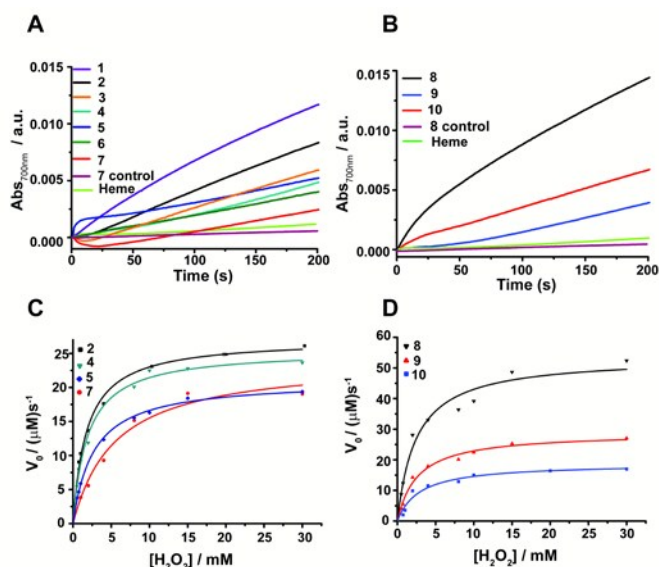 A
0.015
0.010
0.005
0.000
Abs700nm / a.u.
1
2
3
4
5
6
7
7 control
Heme
0 50 100 150 200
Time (s)
B
0.015
0.010
0.005
0.000
Abs700nm / a.u.
8
9
10
8 control
Heme
0 50 100 150 200
Time (s)
C
25
20
15
10
5
0
V₀ / (μM)s⁻¹
2
4
5
7
0 5 10 15 20 25 30
[H₂O₂] / mM
D
60
50
40
30
20
10
0
V₀ / (μM)s⁻¹
8
9
10
0 5 10 15 20 25 30
[H₂O₂] / mM